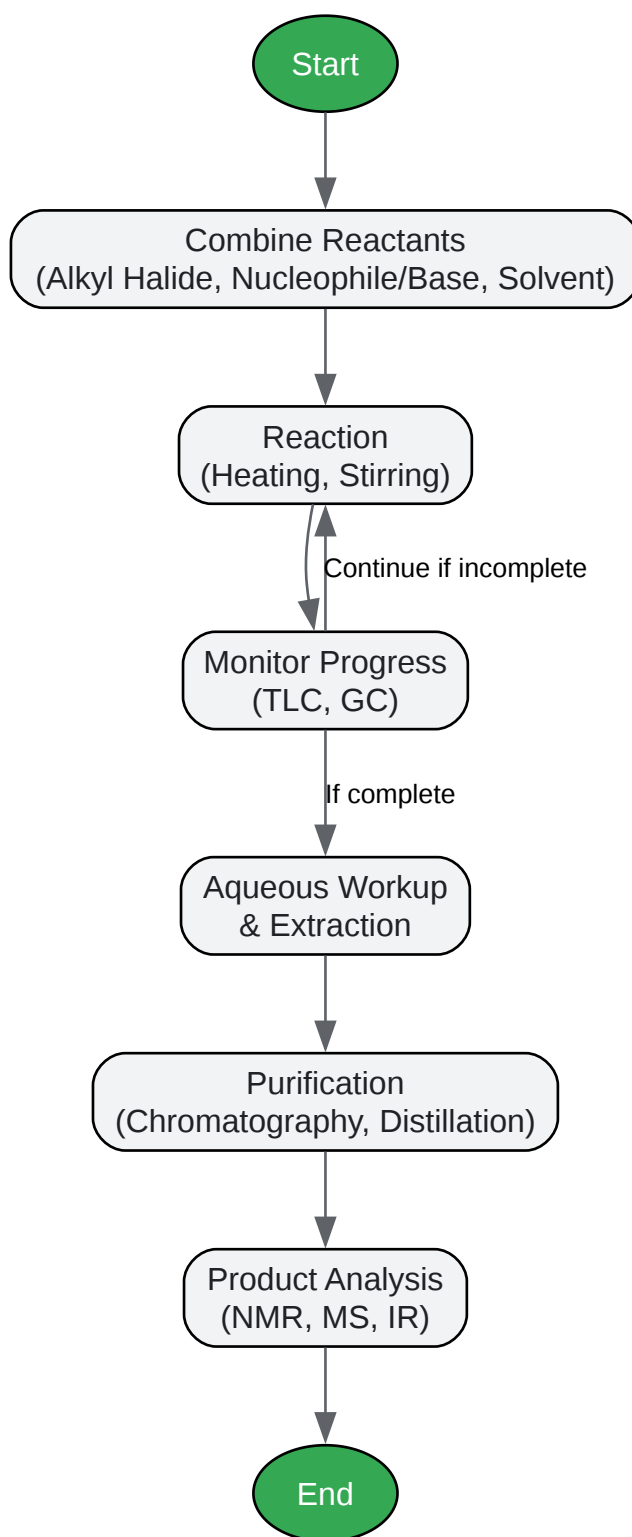 Start
Combine Reactants
(Alkyl Halide, Nucleophile/Base, Solvent)
Reaction
(Heating, Stirring)
Continue if incomplete
Monitor Progress
(TLC, GC)
If complete
Aqueous Workup
& Extraction
Purification
(Chromatography, Distillation)
Product Analysis
(NMR, MS, IR)
End